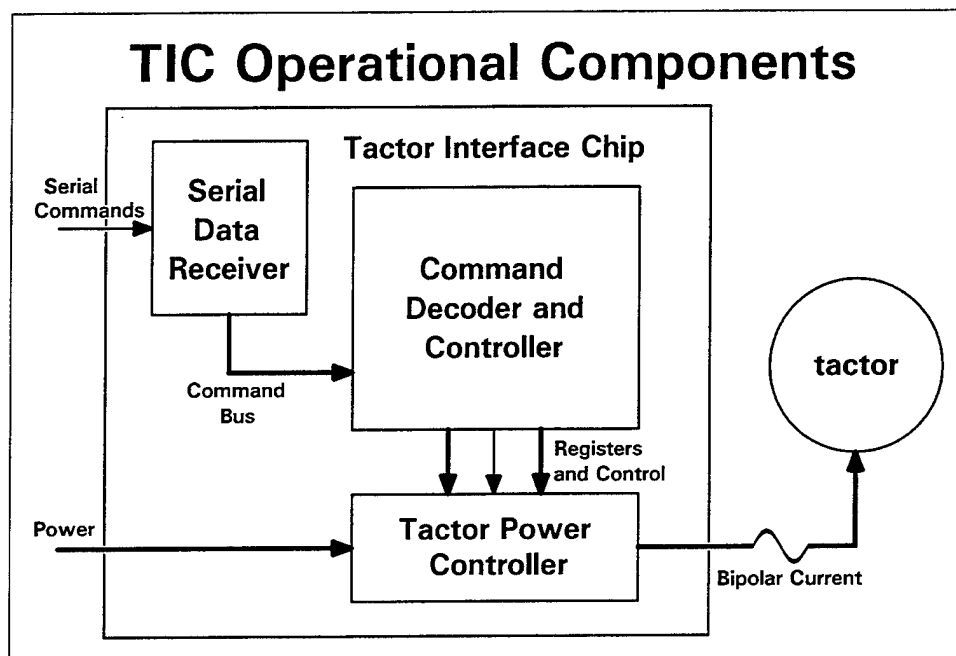 TIC Operational Components
Tactor Interface Chip
Serial
Commands
Serial
Data
Receiver
Command
Decoder and
Controller
tactor
Command
Bus
Registers
and Control
Power
Tactor Power
Controller
Bipolar Current